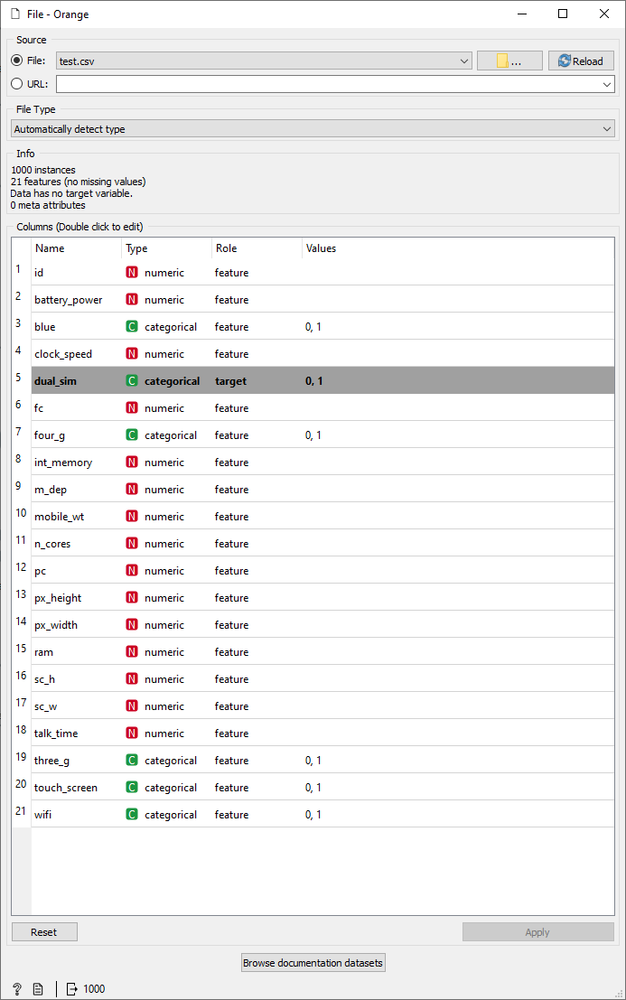 File - Orange
Source
File: test.csv ... Reload
URL:
File Type
Automatically detect type
Info
1000 instances
21 features (no missing values)
Data has no target variable.
0 meta attributes
Columns (Double click to edit)
Name Type Role Values
1 id N numeric feature
2 battery_power N numeric feature
3 blue C categorical feature 0, 1
4 clock_speed N numeric feature
5 dual_sim C categorical target 0, 1
6 fc N numeric feature
7 four_g C categorical feature 0, 1
8 int_memory N numeric feature
9 m_dep N numeric feature
10 mobile_wt N numeric feature
11 n_cores N numeric feature
12 pc N numeric feature
13 px_height N numeric feature
14 px_width N numeric feature
15 ram N numeric feature
16 sc_h N numeric feature
17 sc_w N numeric feature
18 talk_time N numeric feature
19 three_g C categorical feature 0, 1
20 touch_screen C categorical feature 0, 1
21 wifi C categorical feature 0, 1
Reset Apply
Browse documentation datasets
? 1000